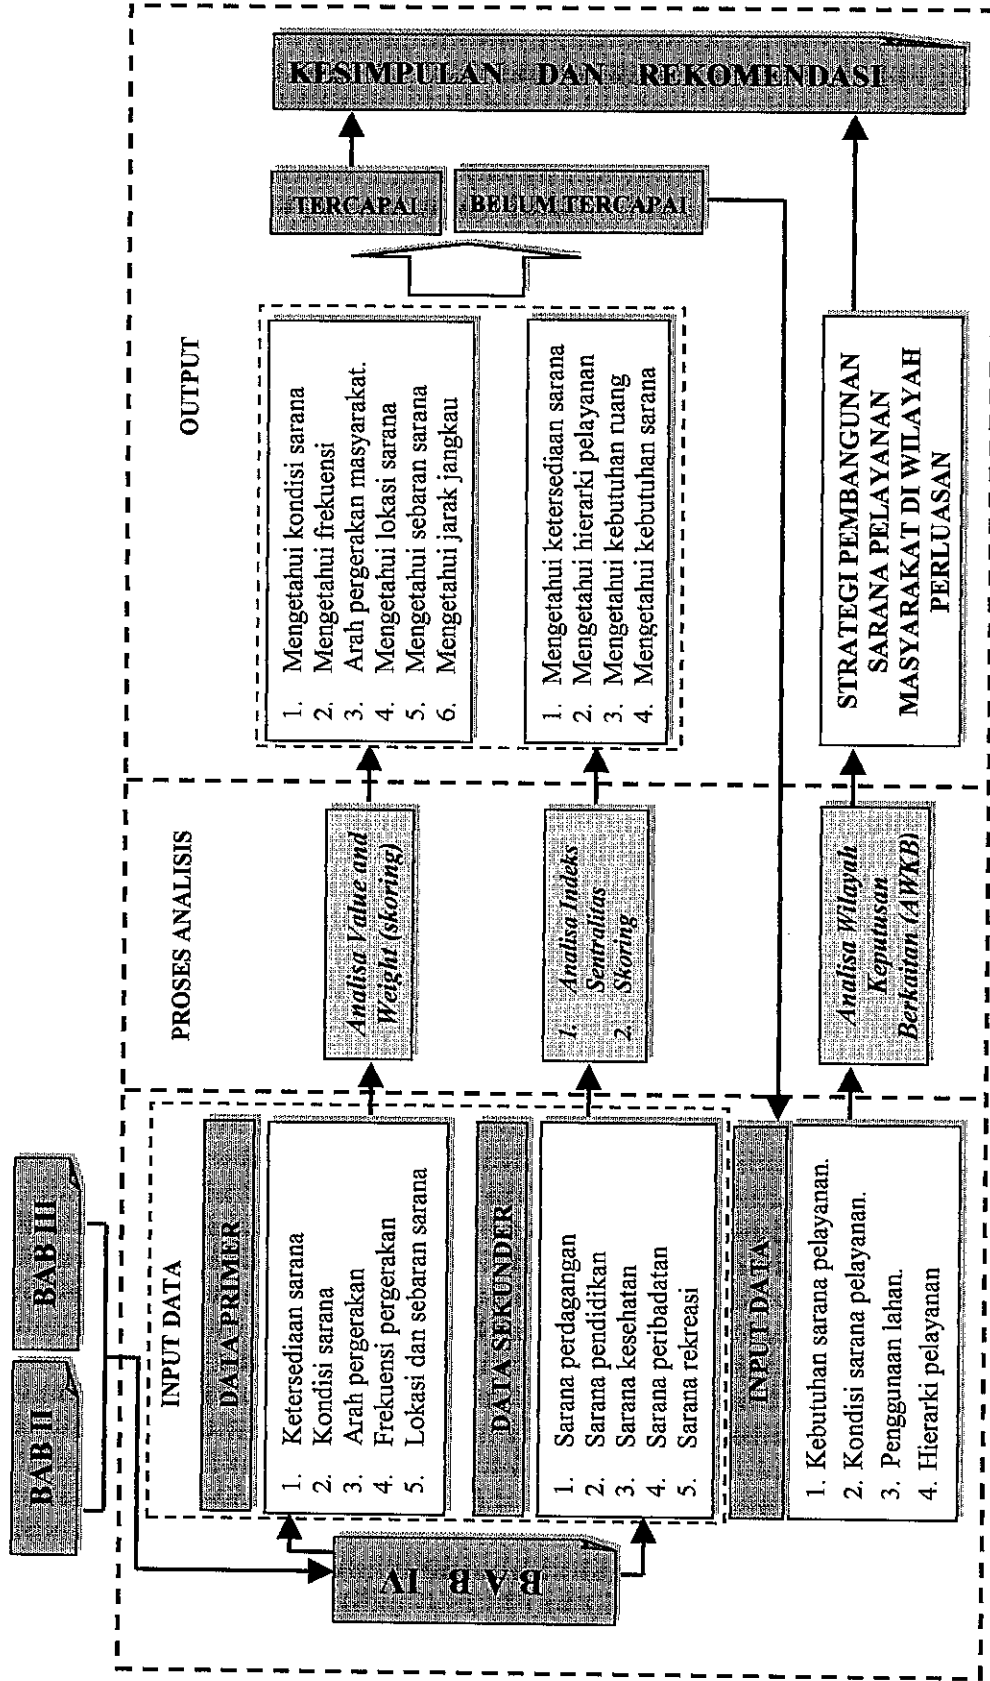 BAB II
BAB III
INPUT DATA
PROSES ANALISIS
OUTPUT
B A B IV
DATA PRIMER
1. Ketersediaan sarana
2. Kondisi sarana
3. Arah pergerakan
4. Frekuensi pergerakan
5. Lokasi dan sebaran sarana
DATA SEKUNDER
1. Sarana perdagangan
2. Sarana pendidikan
3. Sarana kesehatan
4. Sarana peribadatan
5. Sarana rekreasi
INPUT DATA
1. Kebutuhan sarana pelayanan.
2. Kondisi sarana pelayanan.
3. Penggunaan lahan.
4. Hierarki pelayanan
Analisa Value and
Weight (skoring)
1. Analisa Indeks
Sentralitas
2. Skoring
Analisa Wilayah
Keputusan
Berkaitan (AWKB)
1. Mengetahui kondisi sarana
2. Mengetahui frekuensi
3. Arah pergerakan masyarakat.
4. Mengetahui lokasi sarana
5. Mengetahui sebaran sarana
6. Mengetahui jarak jangkau
1. Mengetahui ketersediaan sarana
2. Mengetahui hierarki pelayanan
3. Mengetahui kebutuhan ruang
4. Mengetahui kebutuhan sarana
STRATEGI PEMBANGUNAN
SARANA PELAYANAN
MASYARAKAT DI WILAYAH
PERLUASAN
TERCAPAI
BELUM TERCAPAI
KESIMPULAN DAN REKOMENDASI